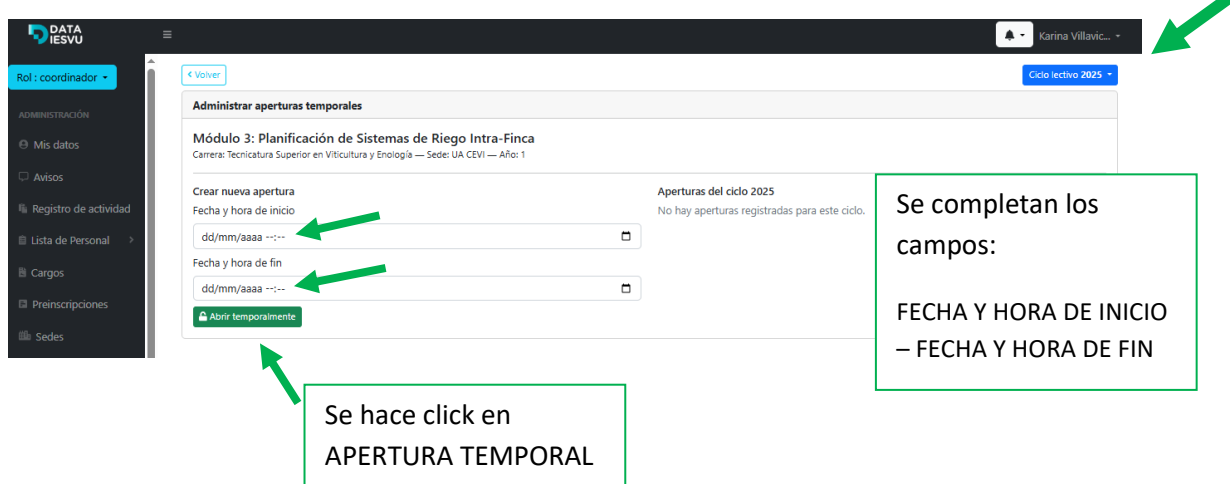 DATA
IESVU
Karina Villavic...
Rol : coordinador
Volver
Ciclo lectivo 2025
ADMINISTRACIÓN
Administrar aperturas temporales
Mis datos
Módulo 3: Planificación de Sistemas de Riego Intra-Finca
Carrera: Tecnicatura Superior en Viticultura y Enología — Sede: UA CEVI — Año: 1
Avisos
Crear nueva apertura
Aperturas del ciclo 2025
Registro de actividad
Fecha y hora de inicio
No hay aperturas registradas para este ciclo.
dd/mm/aaaa --:--
Lista de Personal
Fecha y hora de fin
Cargos
dd/mm/aaaa --:--
Preinscripciones
Abrir temporalmente
Sedes
Se completan los
campos:
FECHA Y HORA DE INICIO
– FECHA Y HORA DE FIN
Se hace click en
APERTURA TEMPORAL